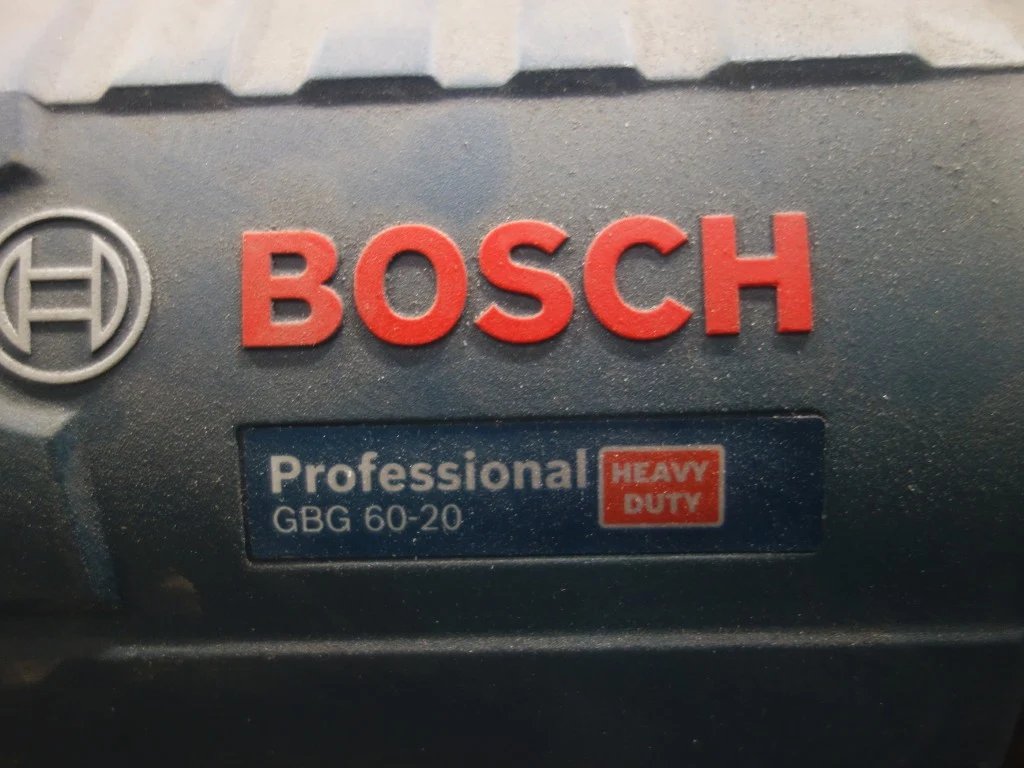 BOSCH
Professional
GBG 60-20
HEAVY
DUTY